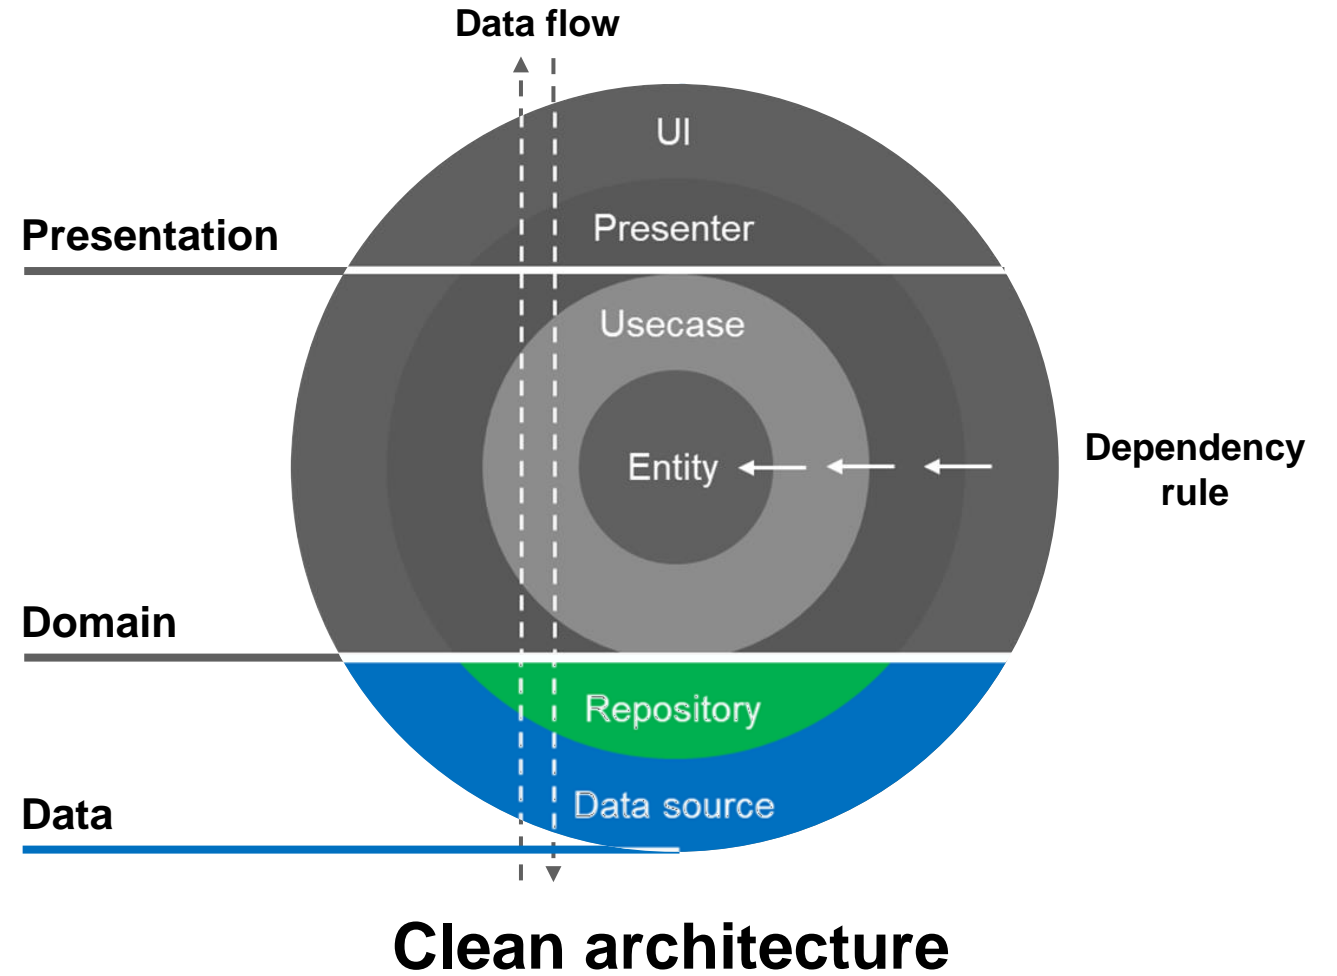 Data flow
UI
Presentation
Presenter
Usecase
Entity
Dependency
rule
Domain
Repository
Data source
Data
Clean architecture